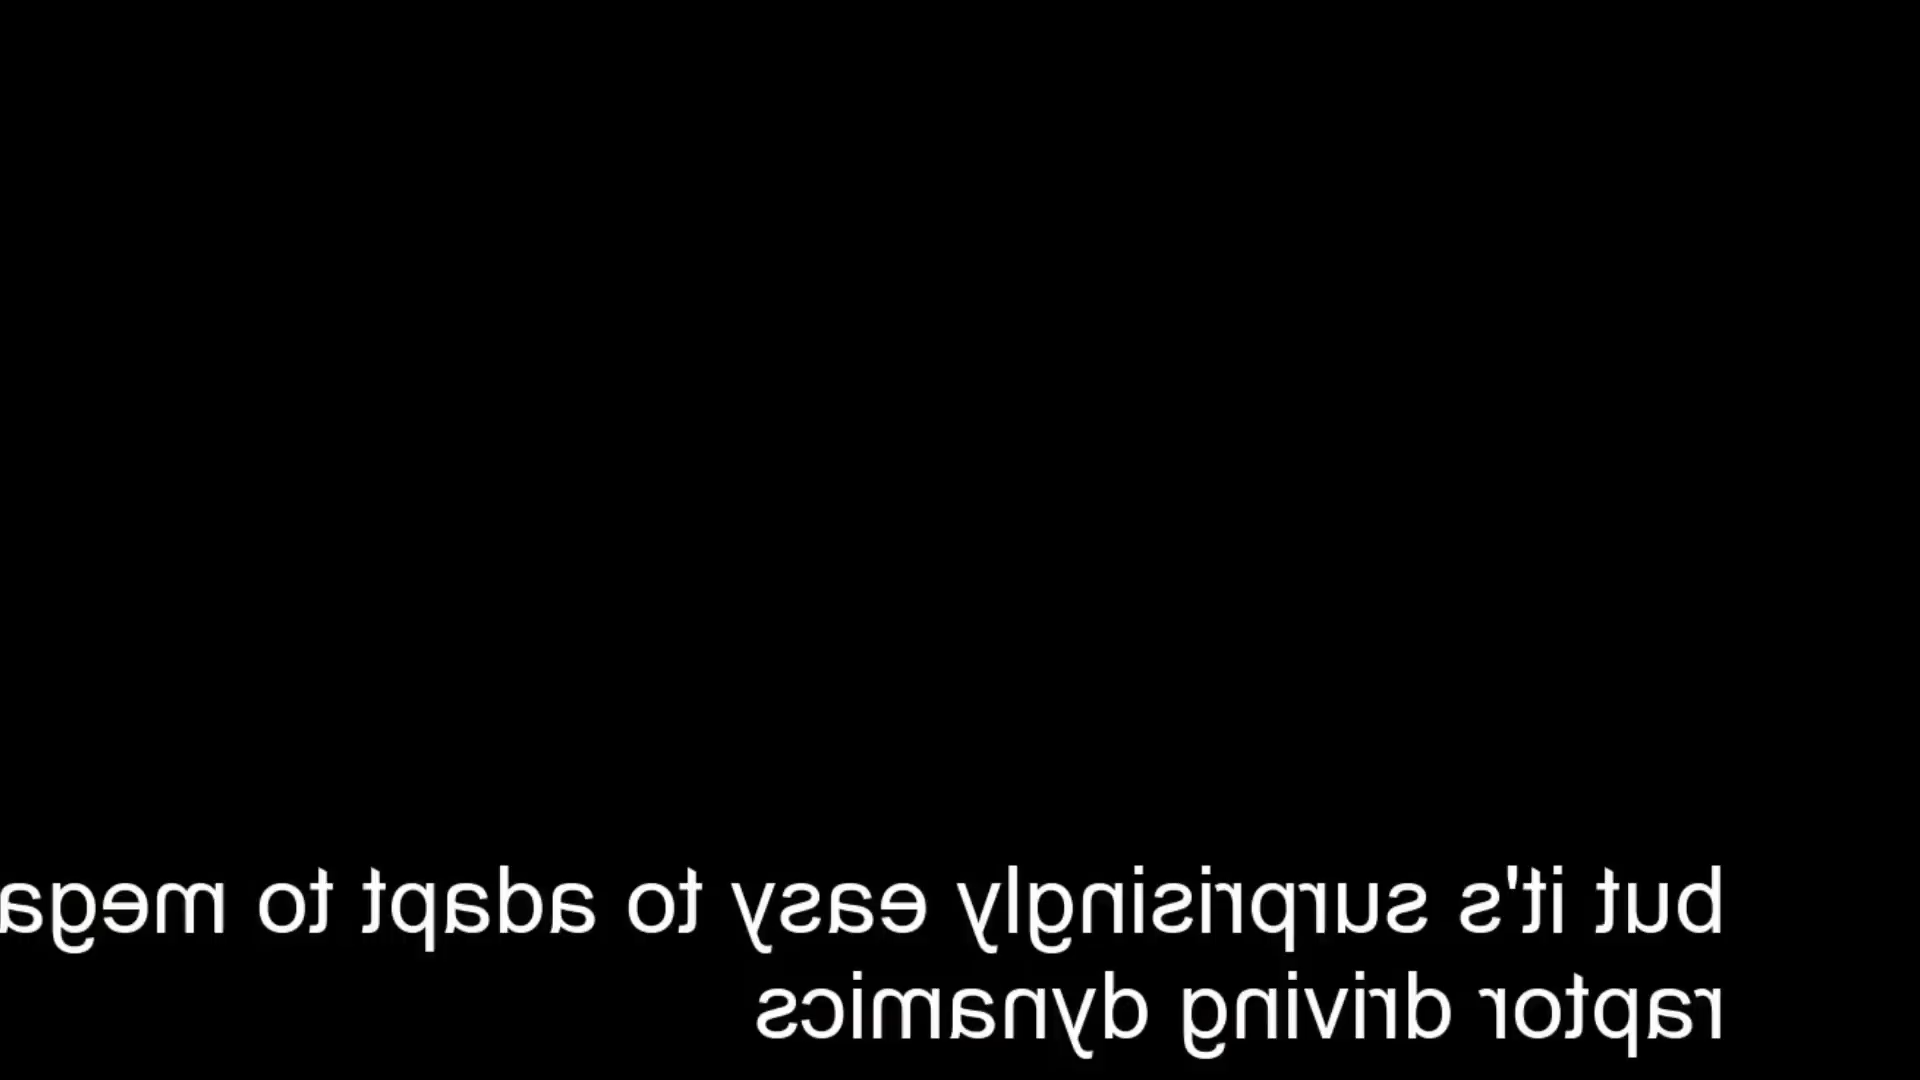 but it's surprisingly easy to adapt to mega
raptor driving dynamics